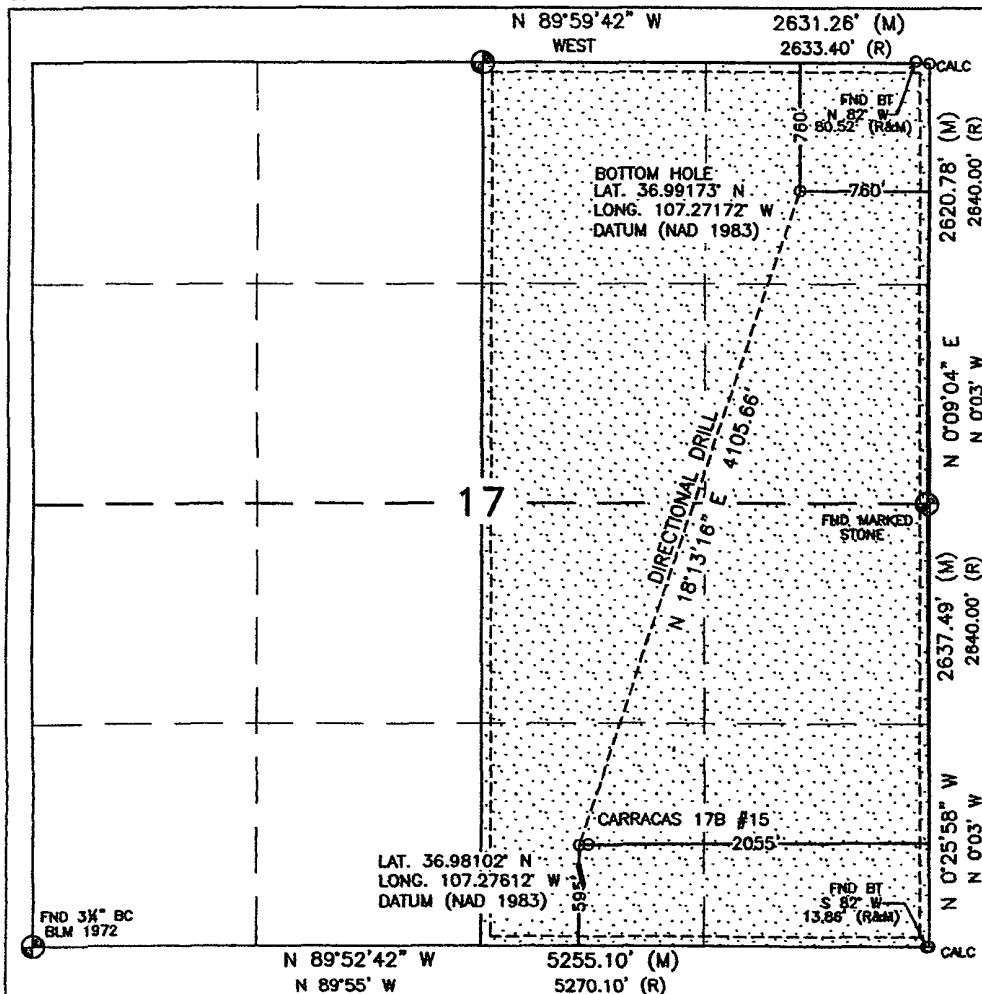 N 89°59'42" W
2631.26' (M)
WEST
2633.40' (R)
CALC
FND BT
N 82° W
80.52' (R&M)
760'
BOTTOM HOLE
LAT. 36.99173° N
LONG. 107.27172° W
DATUM (NAD 1983)
760'
2620.78' (M)
2640.00' (R)
N 0°09'04" E
N 0°03' W
DIRECTIONAL DRILL
N 18°13'16" E 4105.66'
17
FND MARKED
STONE
2637.49' (M)
2640.00' (R)
N 0°25'58" W
N 0°03' W
CARRACAS 17B #15
2055'
LAT. 36.98102° N
LONG. 107.27612° W
DATUM (NAD 1983)
595'
FND BT
S 82° W
13.86' (R&M)
FND 3¼" BC
BLM 1972
CALC
N 89°52'42" W
5255.10' (M)
N 89°55' W
5270.10' (R)